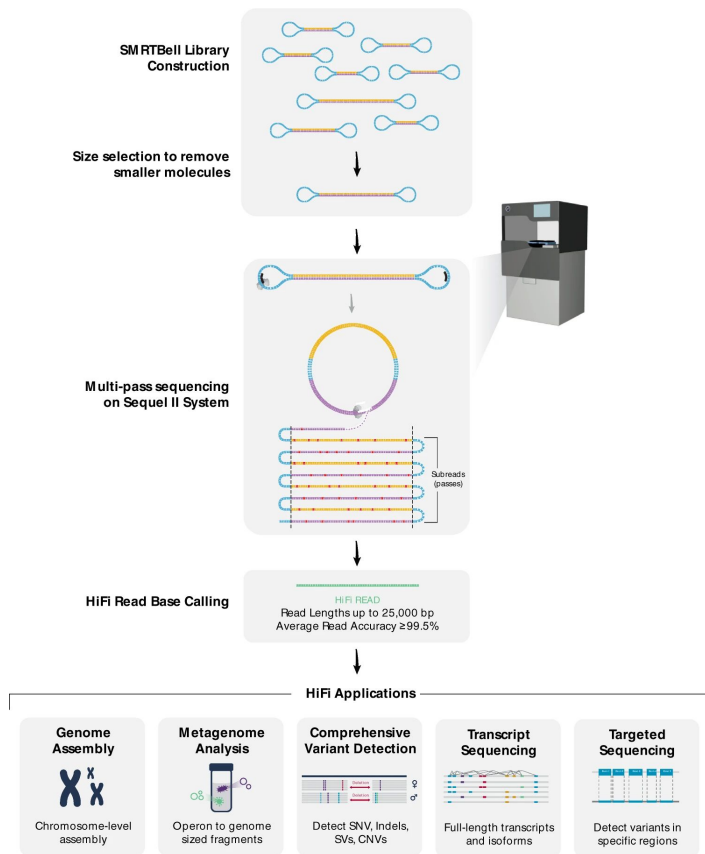 SMRTBell Library
Construction
Size selection to remove
smaller molecules
Multi-pass sequencing
on Sequel II System
Subreads
(passes)
HiFi Read Base Calling
HiFi READ
Read Lengths up to 25,000 bp
Average Read Accuracy ≥99.5%
HiFi Applications
Genome
Assembly
Chromosome-level
assembly
Metagenome
Analysis
Operon to genome
sized fragments
Comprehensive
Variant Detection
♀
♂
Detect SNV, Indels,
SVs, CNVs
Transcript
Sequencing
Full-length transcripts
and isoforms
Targeted
Sequencing
Detect variants in
specific regions